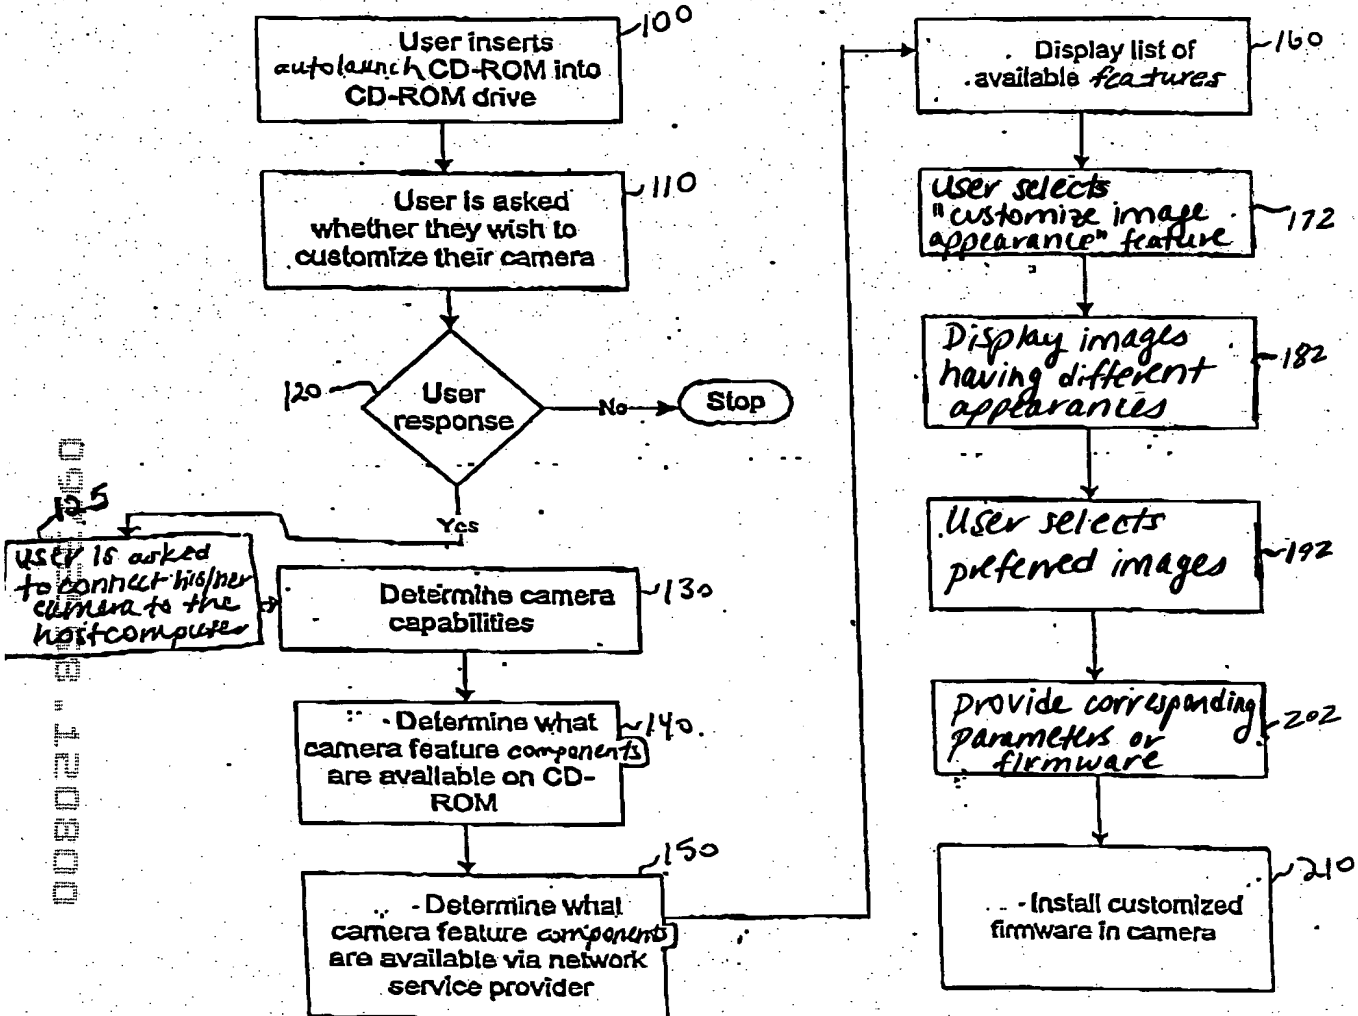 100
User inserts
autolaunch CD-ROM into
CD-ROM drive
110
User is asked
whether they wish to
customize their camera
120
User
response
No
Stop
Yes
125
user is asked
to connect his/her
camera to the
host computer
130
Determine camera
capabilities
140
- Determine what
camera feature components
are available on CD-
ROM
150
- Determine what
camera feature components
are available via network
service provider
160
Display list of
available features
172
User selects
"customize image
appearance" feature
182
Display images
having different
appearances
192
User selects
preferred images
202
provide corresponding
parameters or
firmware
210
- Install customized
firmware in camera
.120800